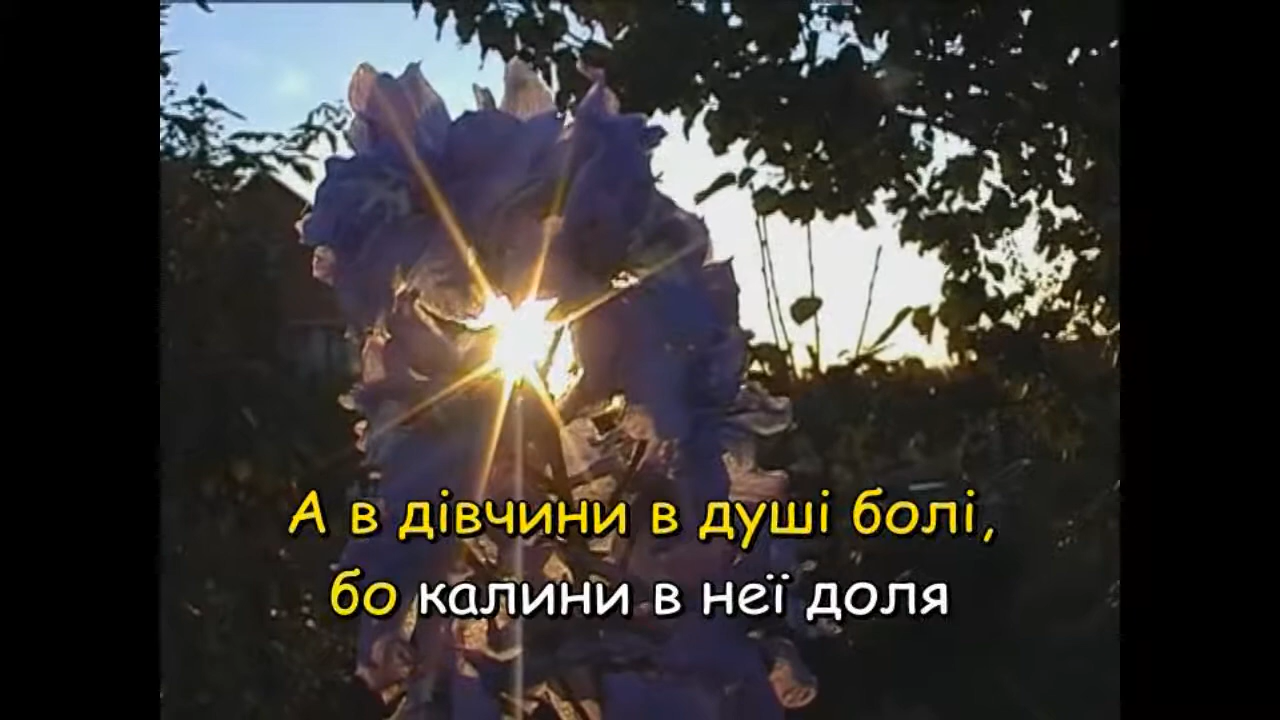 А в дівчини в душі болі,
бо калини в неї доля